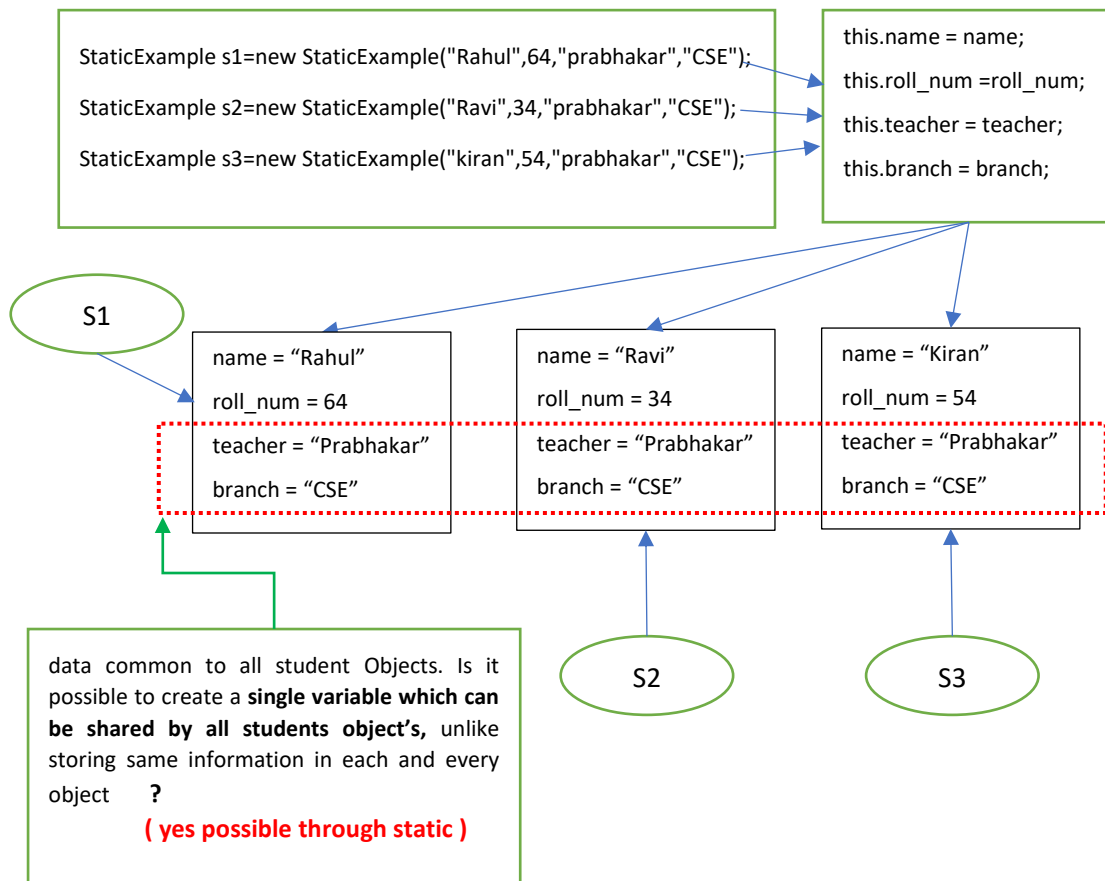 StaticExample s1=new StaticExample("Rahul",64,"prabhakar","CSE");
StaticExample s2=new StaticExample("Ravi",34,"prabhakar","CSE");
StaticExample s3=new StaticExample("kiran",54,"prabhakar","CSE");
this.name = name;
this.roll_num =roll_num;
this.teacher = teacher;
this.branch = branch;
S1
name = “Rahul”
roll_num = 64
teacher = “Prabhakar”
branch = “CSE”
name = “Ravi”
roll_num = 34
teacher = “Prabhakar”
branch = “CSE”
name = “Kiran”
roll_num = 54
teacher = “Prabhakar”
branch = “CSE”
S2
S3
data common to all student Objects. Is it
possible to create a single variable which can
be shared by all students object’s, unlike
storing same information in each and every
object ?
( yes possible through static )